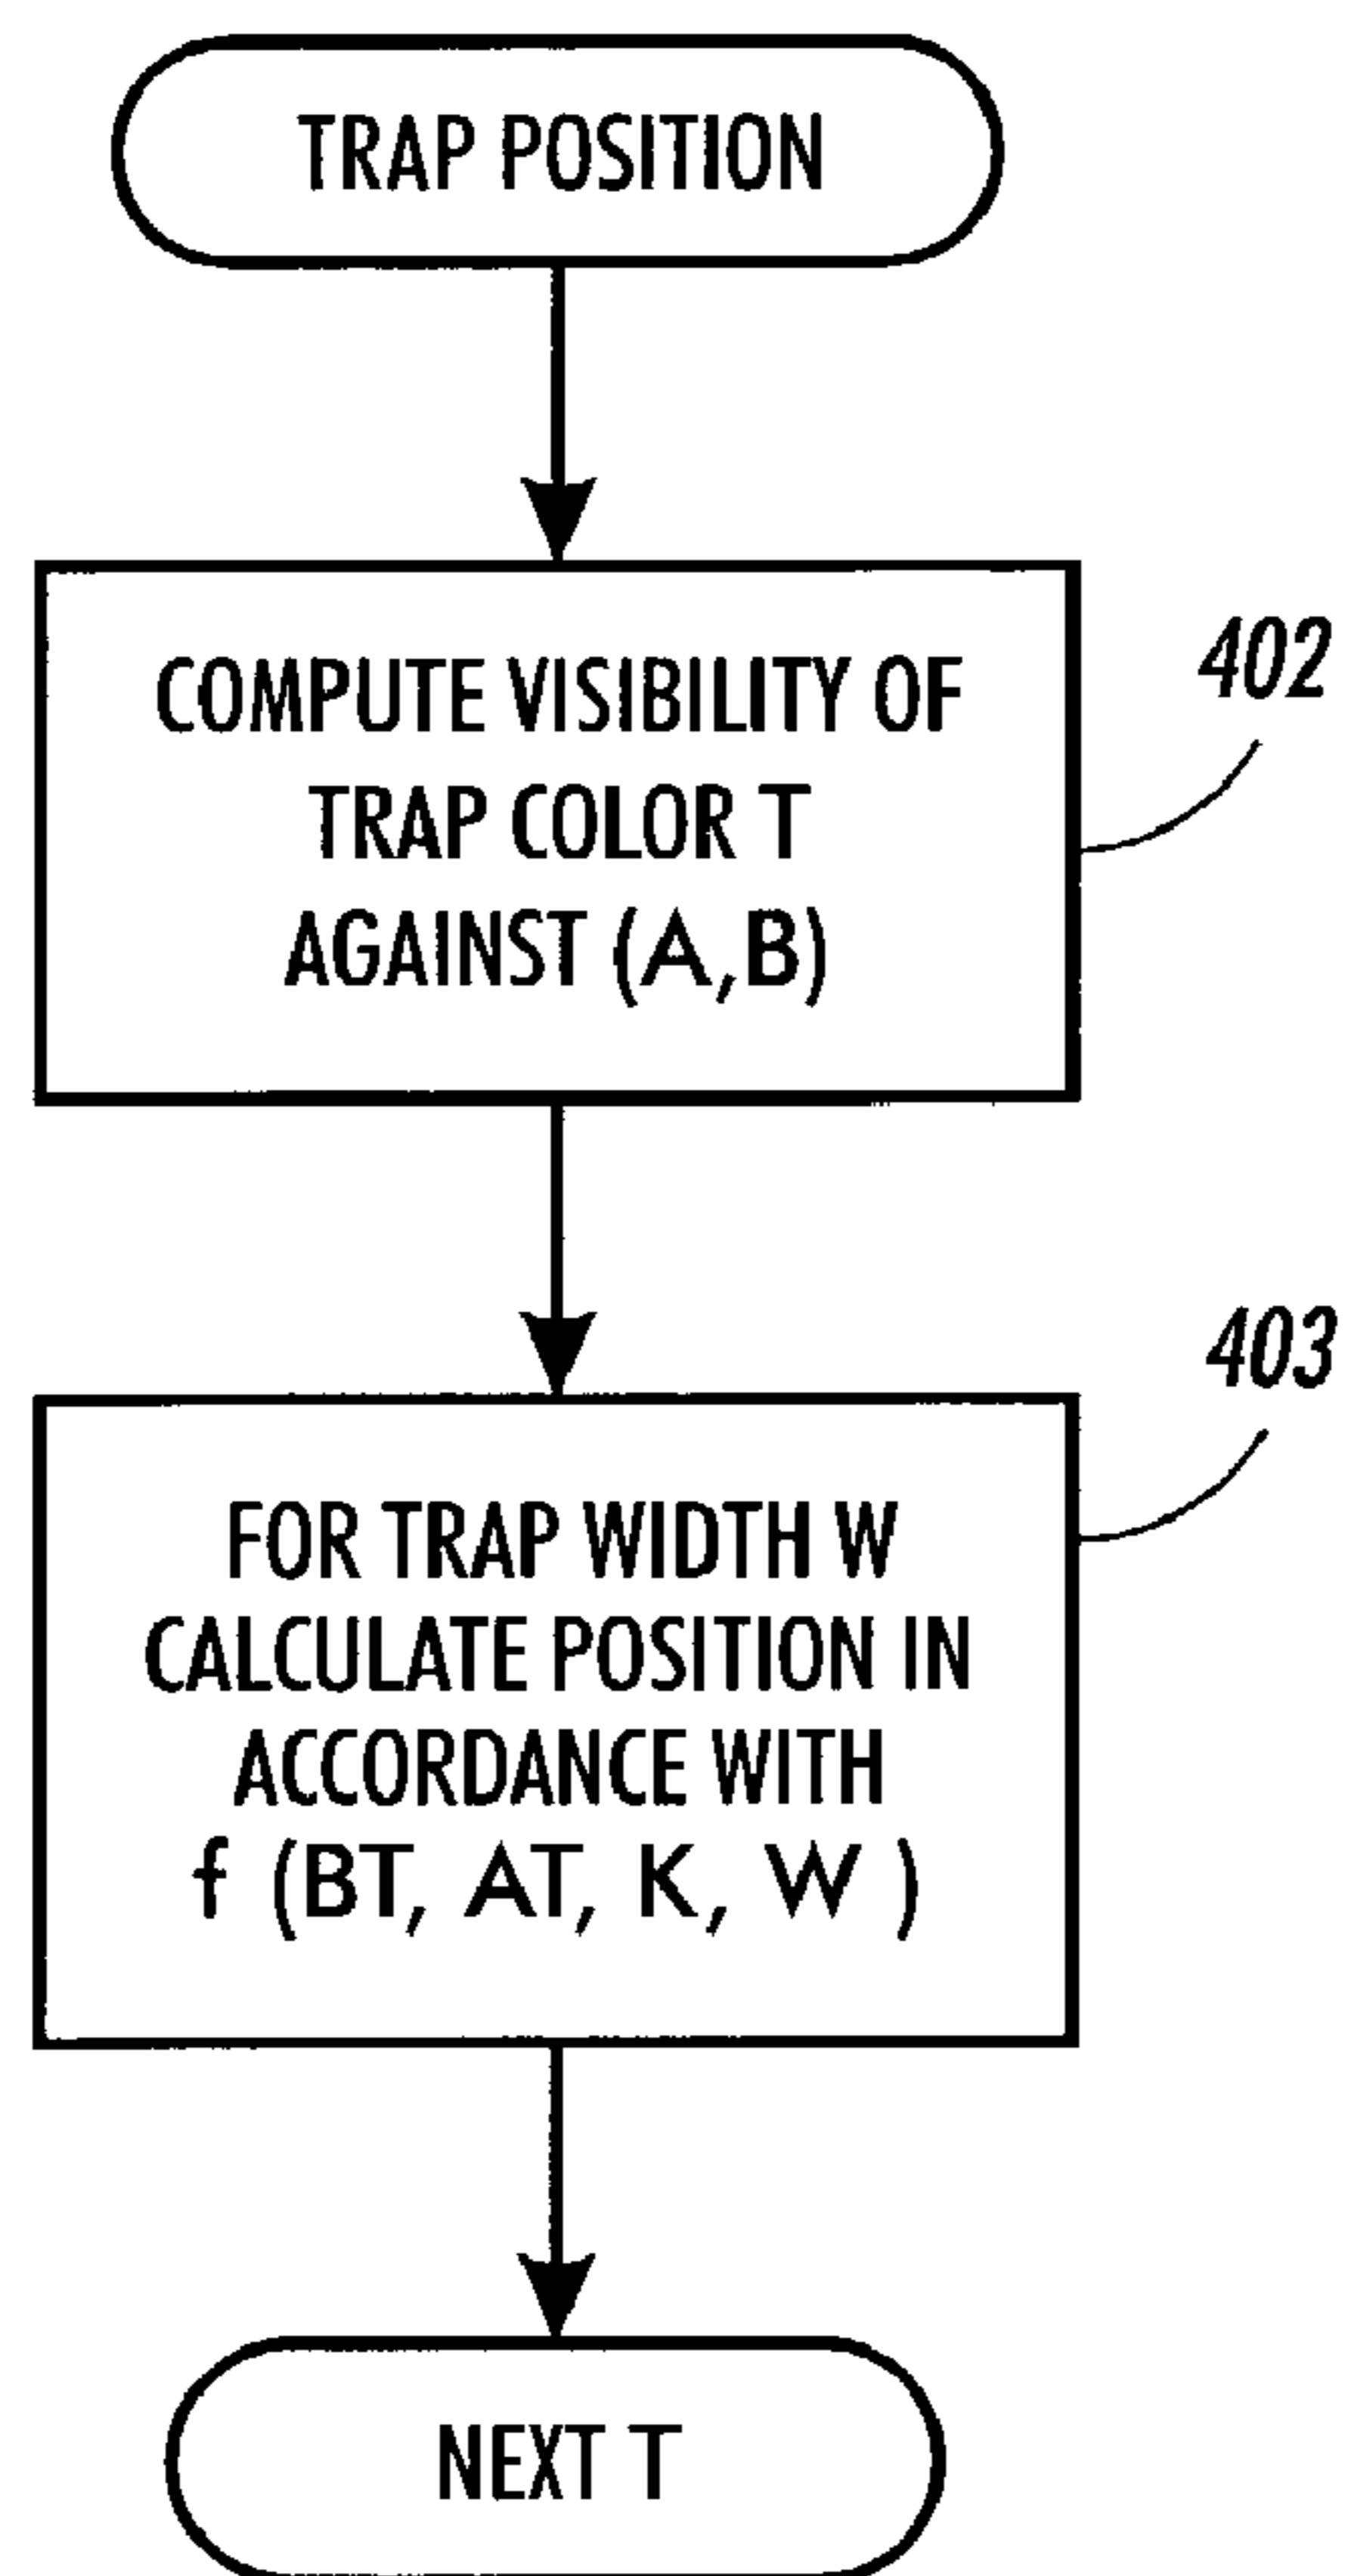 TRAP POSITION
COMPUTE VISIBILITY OF
TRAP COLOR T
AGAINST (A,B)
402
FOR TRAP WIDTH W
CALCULATE POSITION IN
ACCORDANCE WITH
f (BT, AT, K, W )
403
NEXT T